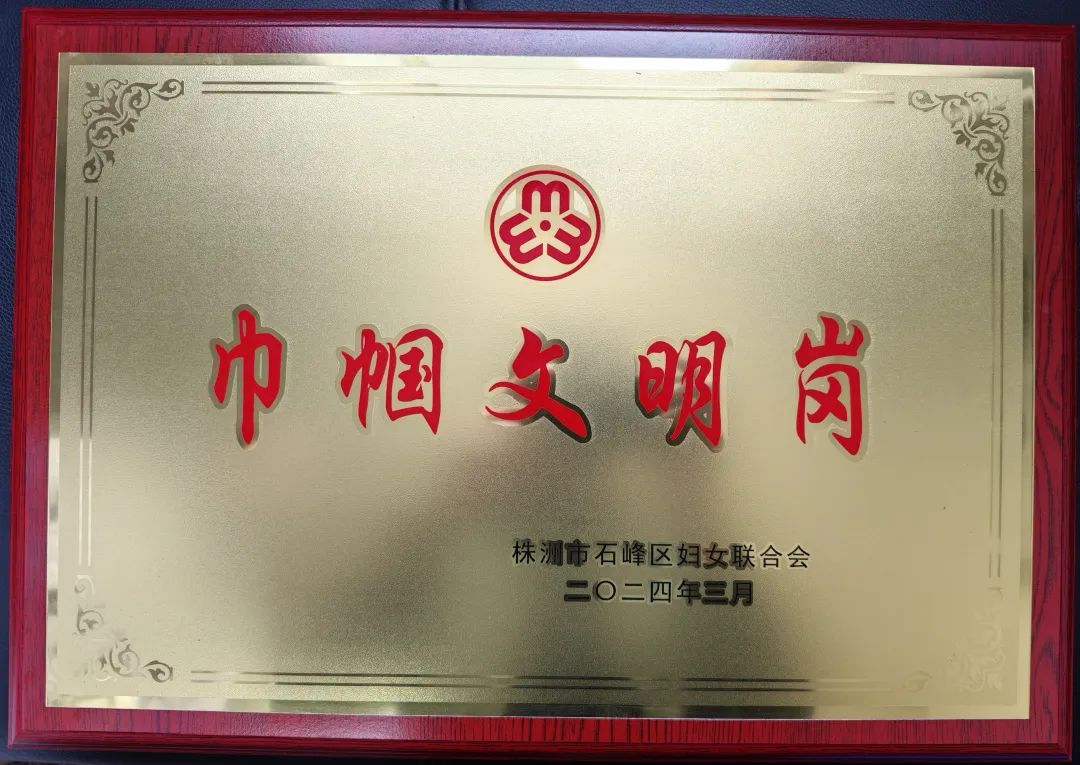 巾帼文明岗
株洲市石峰区妇女联合会
二〇二四年三月